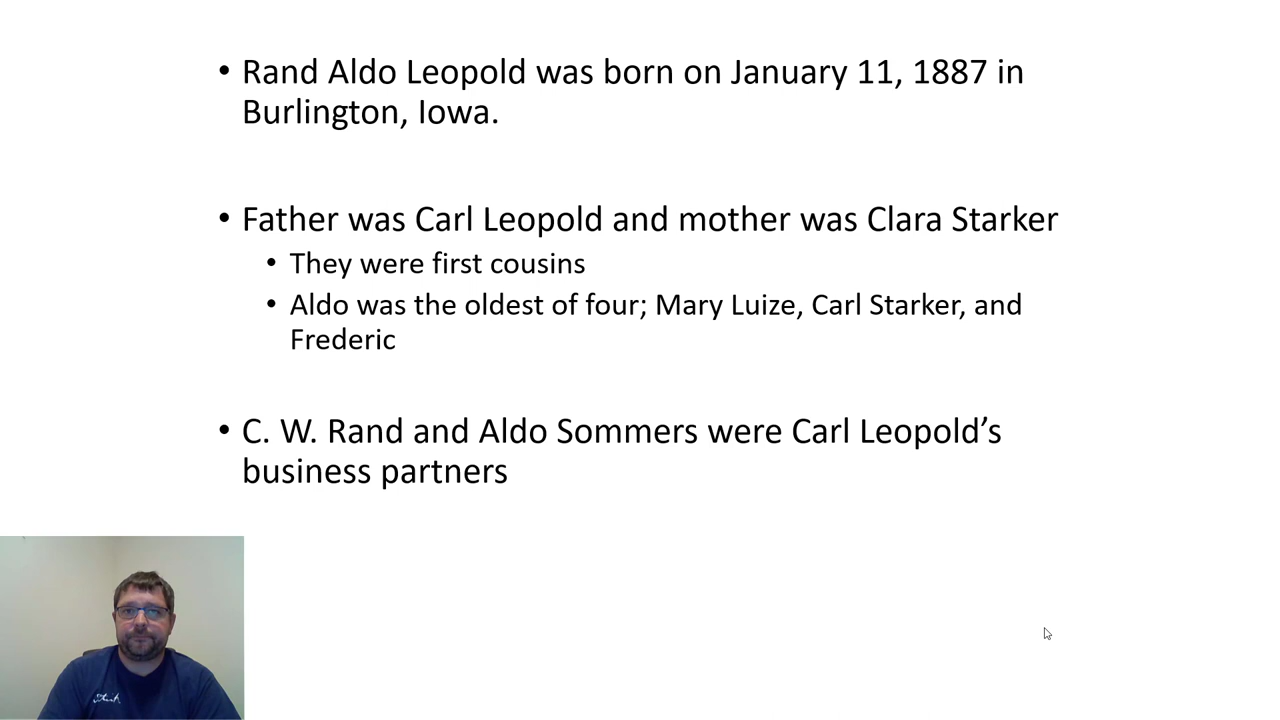 • Rand Aldo Leopold was born on January 11, 1887 in
Burlington, Iowa.
• Father was Carl Leopold and mother was Clara Starker
• They were first cousins
• Aldo was the oldest of four; Mary Luize, Carl Starker, and
Frederic
• C. W. Rand and Aldo Sommers were Carl Leopold’s
business partners